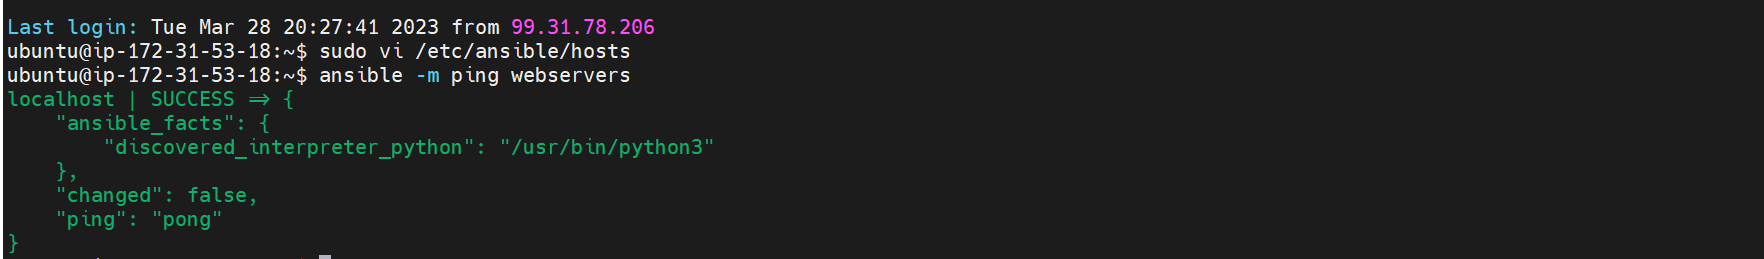 Last login: Tue Mar 28 20:27:41 2023 from 99.31.78.206
ubuntu@ip-172-31-53-18:~$ sudo vi /etc/ansible/hosts
ubuntu@ip-172-31-53-18:~$ ansible -m ping webservers
localhost | SUCCESS => {
    "ansible_facts": {
        "discovered_interpreter_python": "/usr/bin/python3"
    },
    "changed": false,
    "ping": "pong"
}